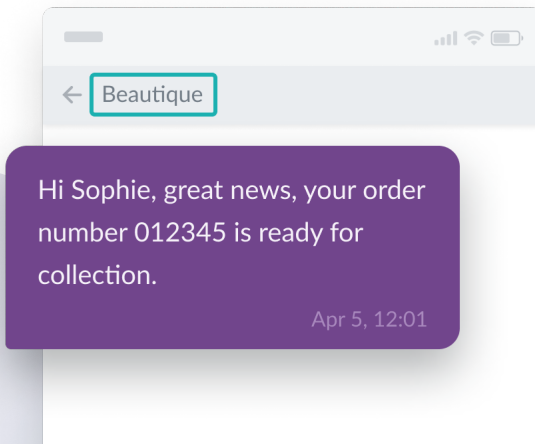 Beautique
Hi Sophie, great news, your order
number 012345 is ready for
collection.
Apr 5, 12:01